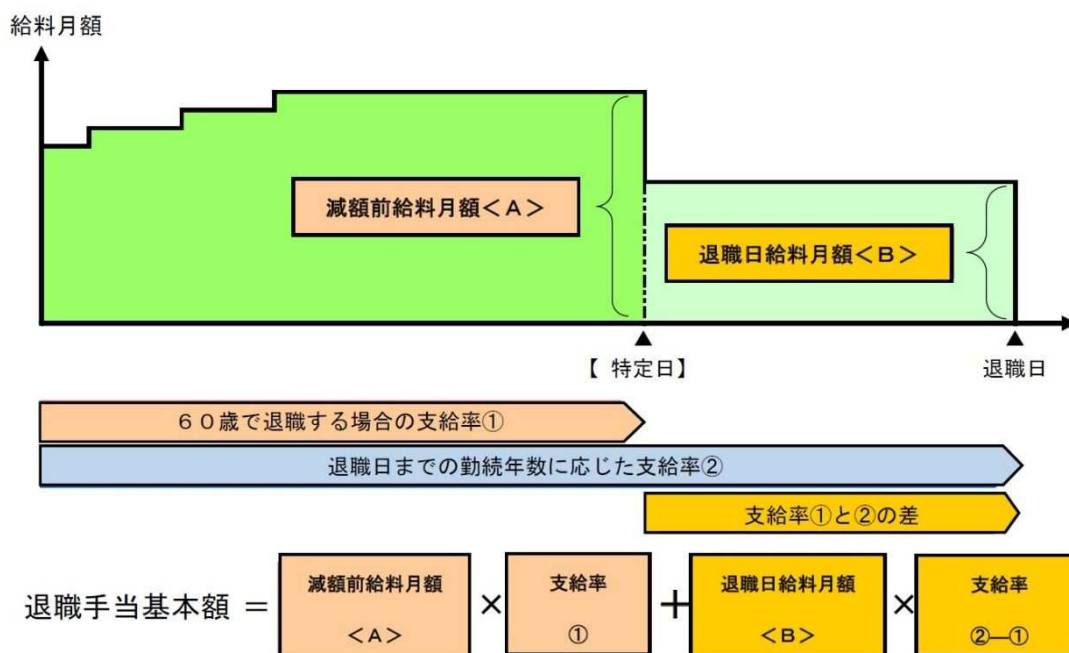 給料月額
減額前給料月額＜Ａ＞
退職日給料月額＜Ｂ＞
▲
▲
【 特定日】
退職日
６０歳で退職する場合の支給率①
退職日までの勤続年数に応じた支給率②
支給率①と②の差
退職手当基本額 ＝ 減額前給料月額 ＜Ａ＞ × 支給率 ① ＋ 退職日給料月額 ＜Ｂ＞ × 支給率 ②―①